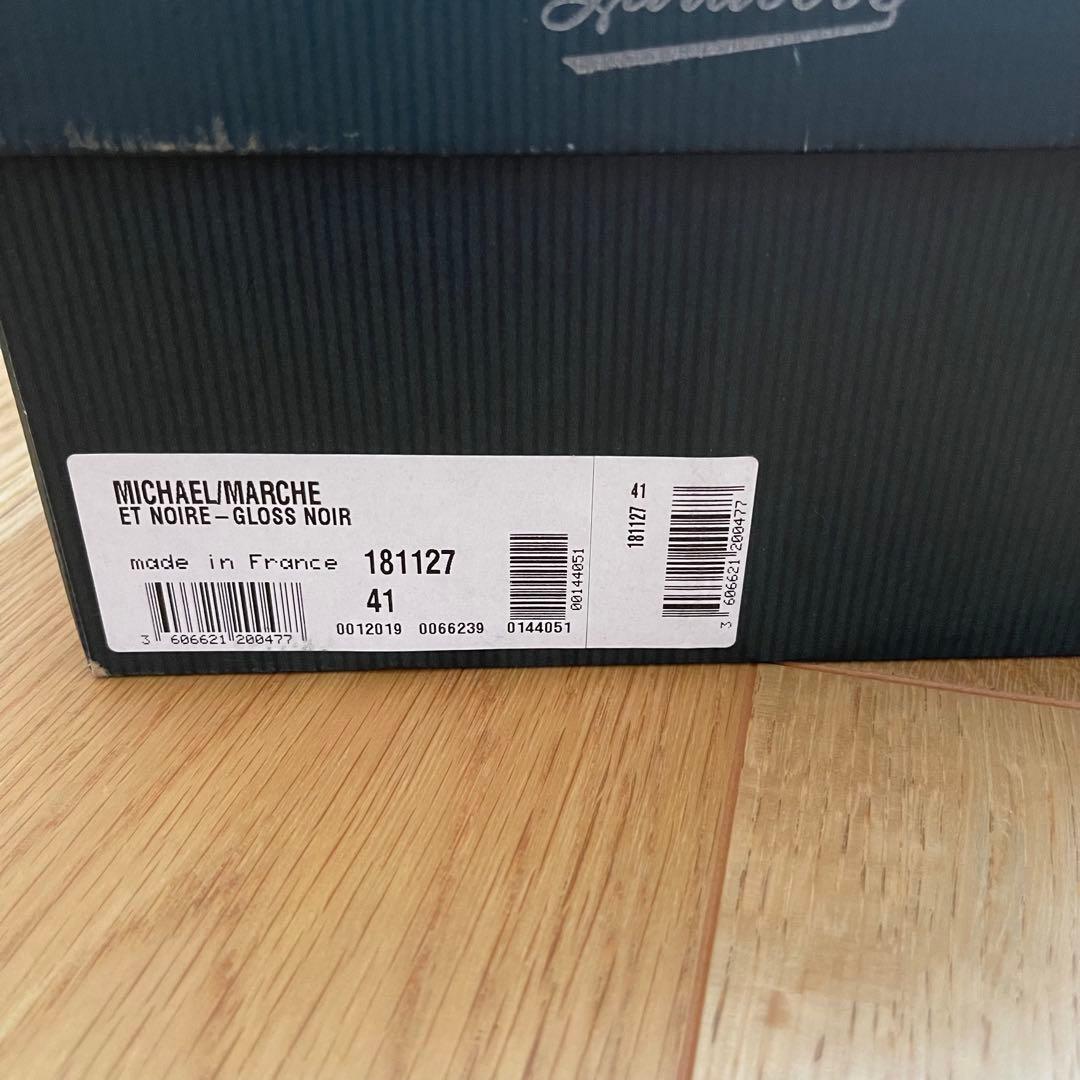 MICHAEL/MARCHE
ET NOIRE-GLOSS NOIR
made in France 181127
41
3 606621 200477
0012019 0066239 0144051
00144051
41
181127
3 606621 200477